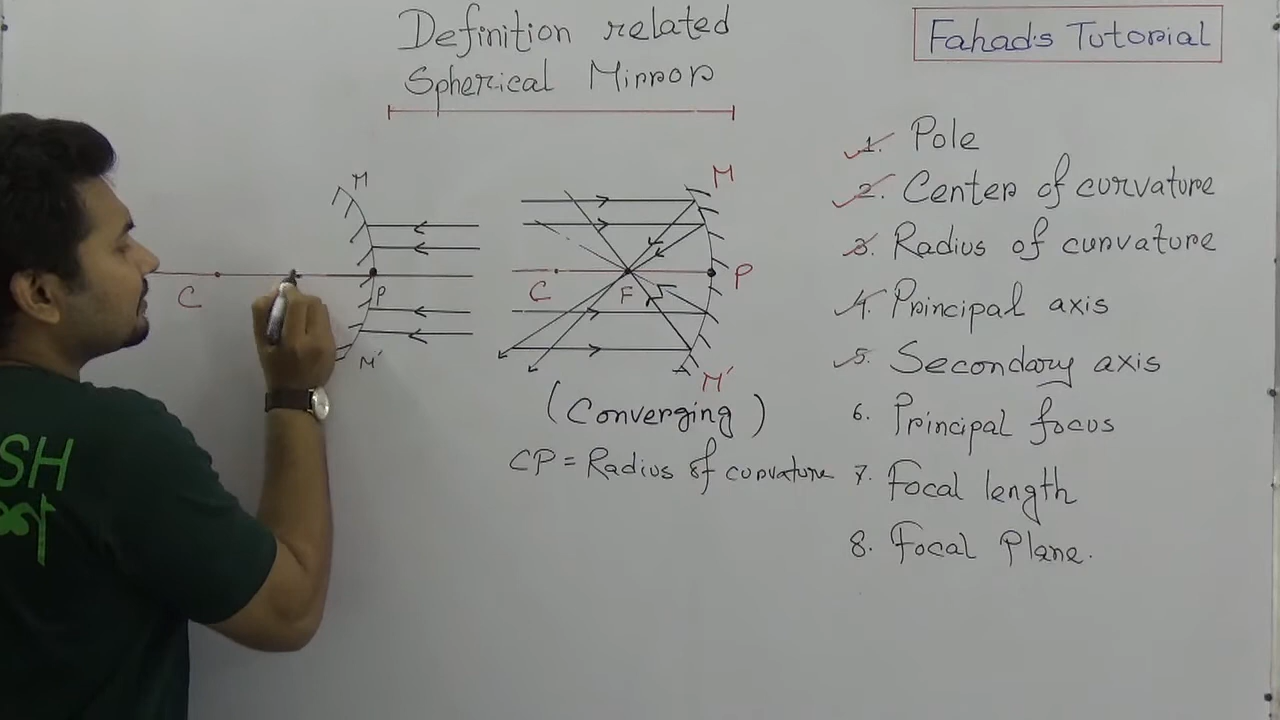 Definition related
Spherical Mirror
Fahad's Tutorial
1. Pole
2. Center of curvature
3. Radius of curvature
4. Principal axis
5. Secondary axis
6. Principal focus
7. Focal length
8. Focal Plane.
M
C
P
M'
M
C
F
P
M'
(Converging)
CP = Radius of curvature
SH